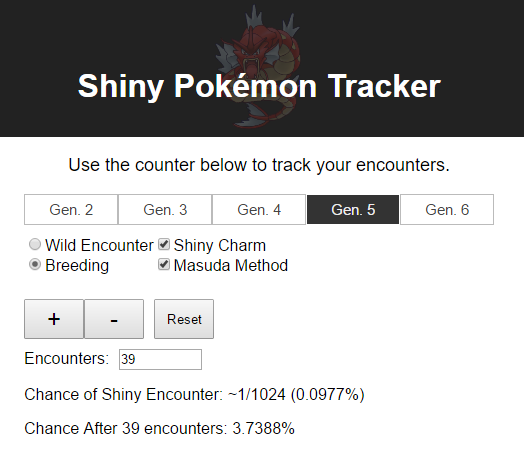 Shiny Pokémon Tracker
Use the counter below to track your encounters.
Gen. 2 Gen. 3 Gen. 4 Gen. 5 Gen. 6
Wild Encounter Shiny Charm
Breeding Masuda Method
+ - Reset
Encounters: 39
Chance of Shiny Encounter: ~1/1024 (0.0977%)
Chance After 39 encounters: 3.7388%